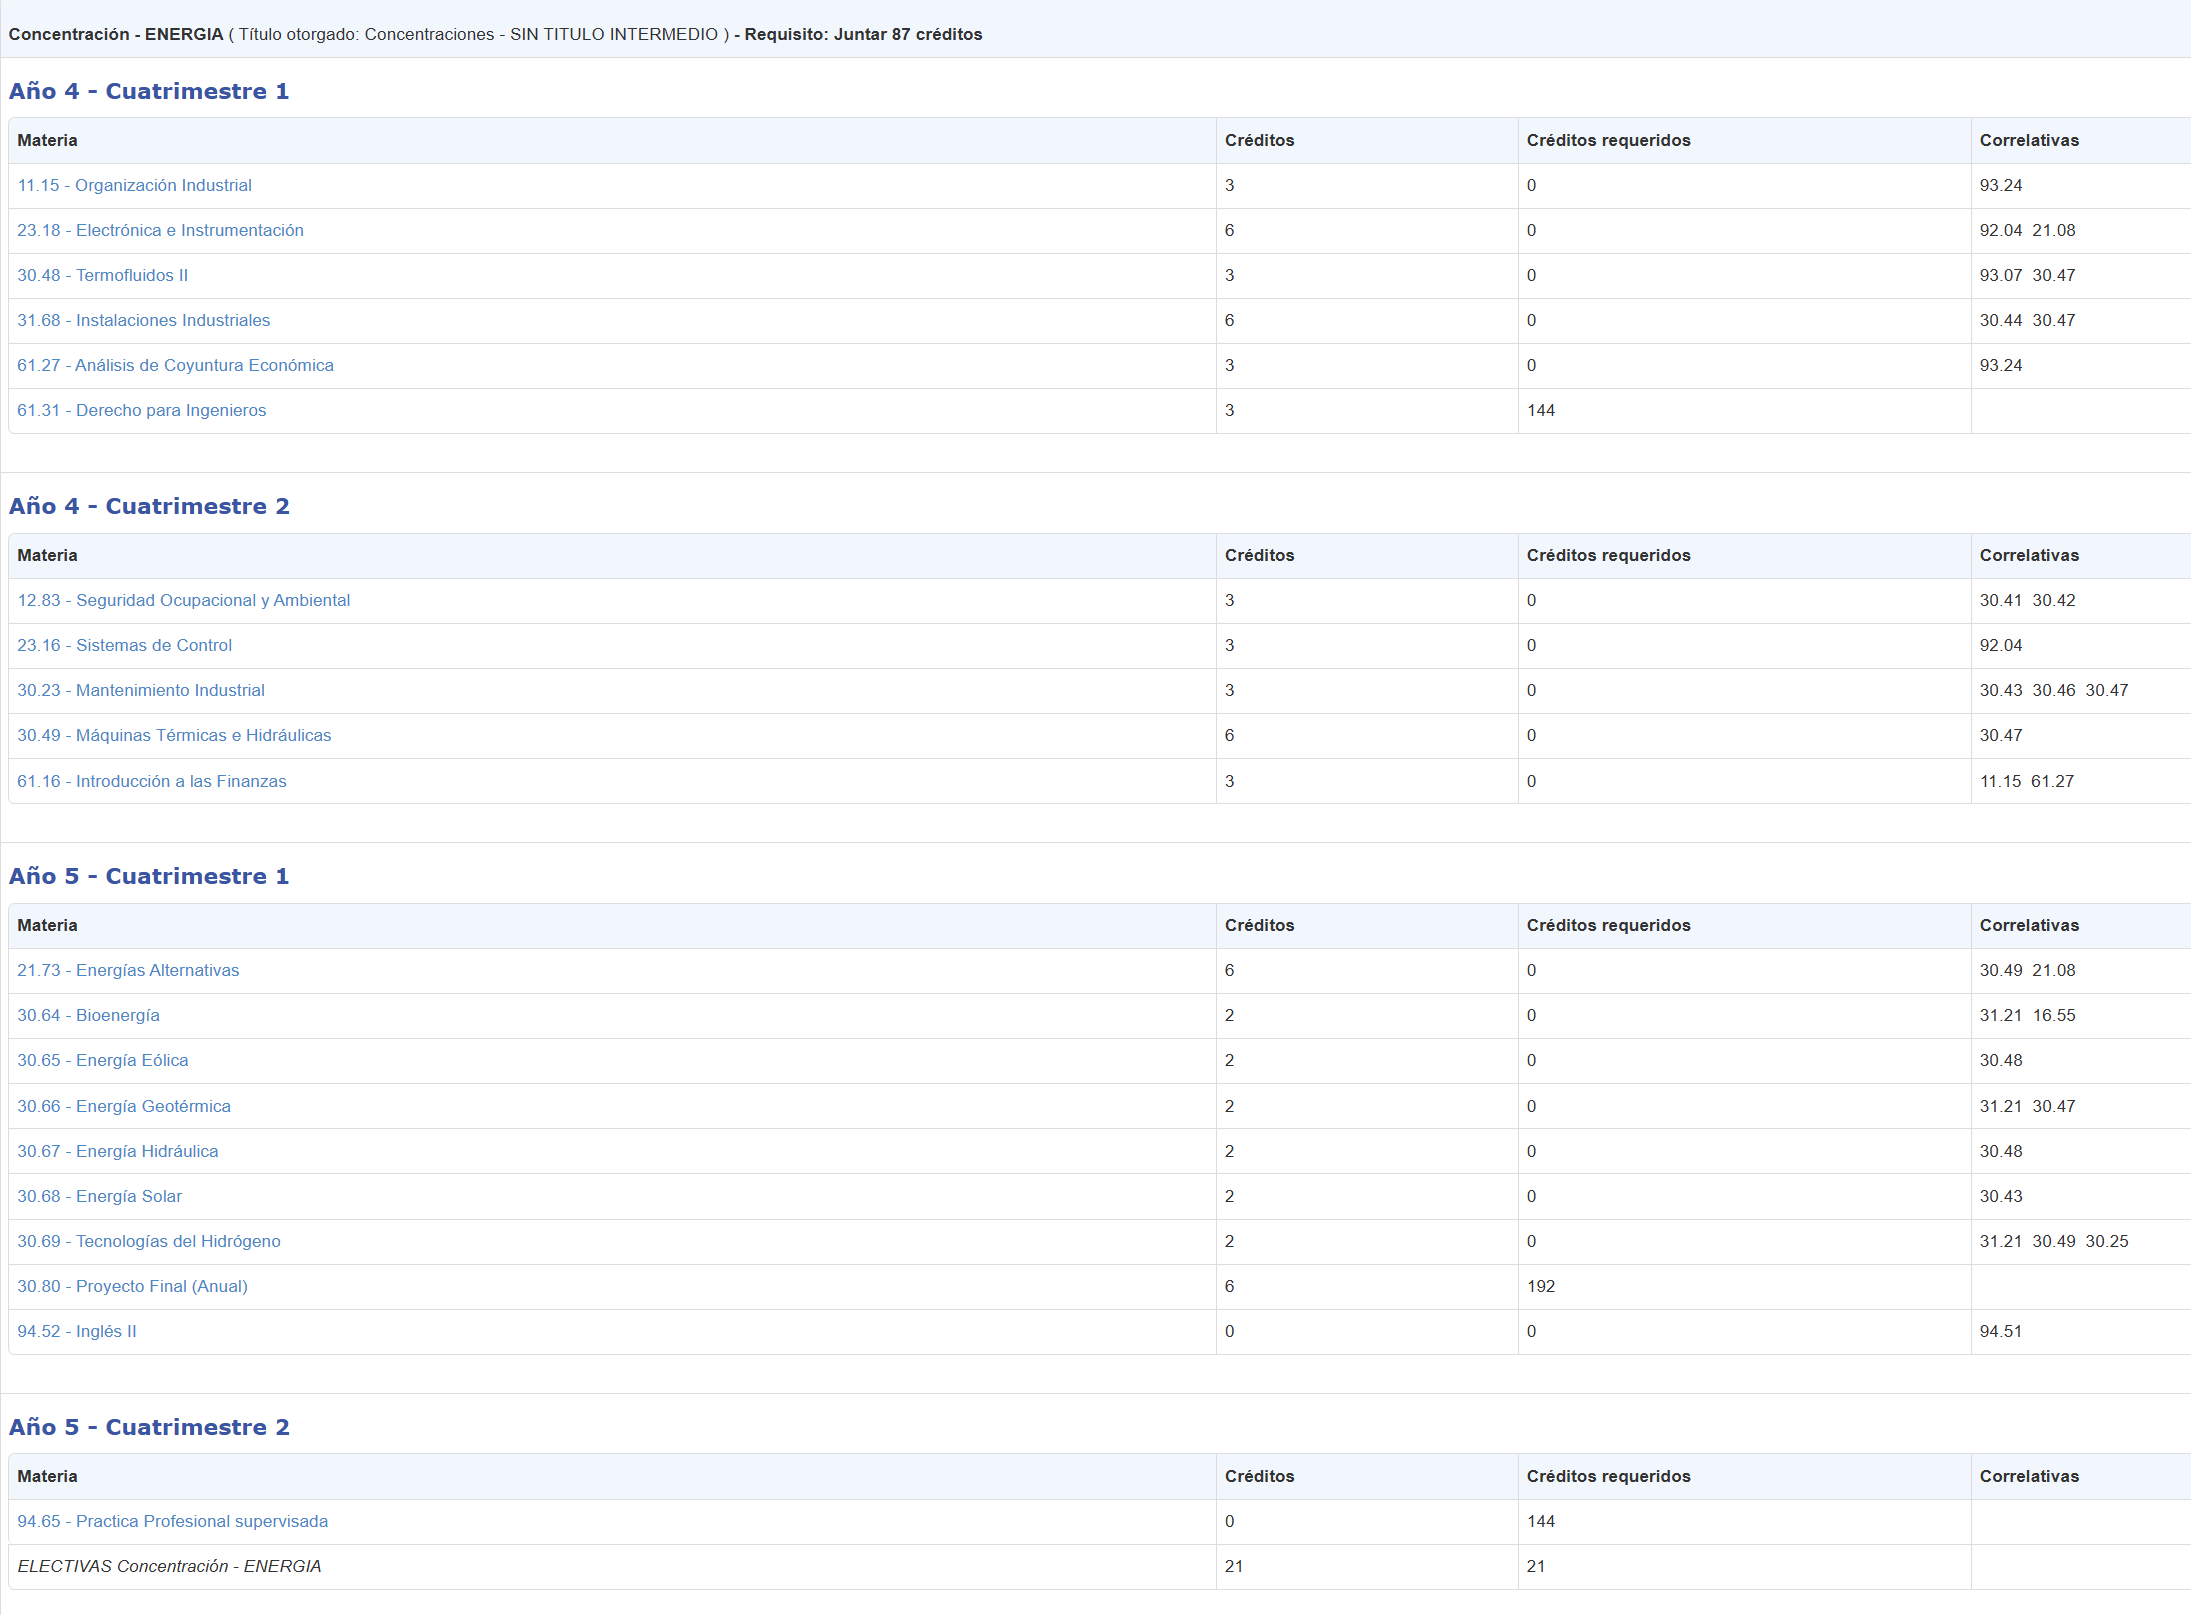 Concentración - ENERGIA ( Título otorgado: Concentraciones - SIN TITULO INTERMEDIO ) - Requisito: Juntar 87 créditos
Año 4 - Cuatrimestre 1
Materia Créditos Créditos requeridos Correlativas
11.15 - Organización Industrial 3 0 93.24
23.18 - Electrónica e Instrumentación 6 0 92.04 21.08
30.48 - Termofluidos II 3 0 93.07 30.47
31.68 - Instalaciones Industriales 6 0 30.44 30.47
61.27 - Análisis de Coyuntura Económica 3 0 93.24
61.31 - Derecho para Ingenieros 3 144
Año 4 - Cuatrimestre 2
Materia Créditos Créditos requeridos Correlativas
12.83 - Seguridad Ocupacional y Ambiental 3 0 30.41 30.42
23.16 - Sistemas de Control 3 0 92.04
30.23 - Mantenimiento Industrial 3 0 30.43 30.46 30.47
30.49 - Máquinas Térmicas e Hidráulicas 6 0 30.47
61.16 - Introducción a las Finanzas 3 0 11.15 61.27
Año 5 - Cuatrimestre 1
Materia Créditos Créditos requeridos Correlativas
21.73 - Energías Alternativas 6 0 30.49 21.08
30.64 - Bioenergía 2 0 31.21 16.55
30.65 - Energía Eólica 2 0 30.48
30.66 - Energía Geotérmica 2 0 31.21 30.47
30.67 - Energía Hidráulica 2 0 30.48
30.68 - Energía Solar 2 0 30.43
30.69 - Tecnologías del Hidrógeno 2 0 31.21 30.49 30.25
30.80 - Proyecto Final (Anual) 6 192
94.52 - Inglés II 0 0 94.51
Año 5 - Cuatrimestre 2
Materia Créditos Créditos requeridos Correlativas
94.65 - Practica Profesional supervisada 0 144
ELECTIVAS Concentración - ENERGIA 21 21